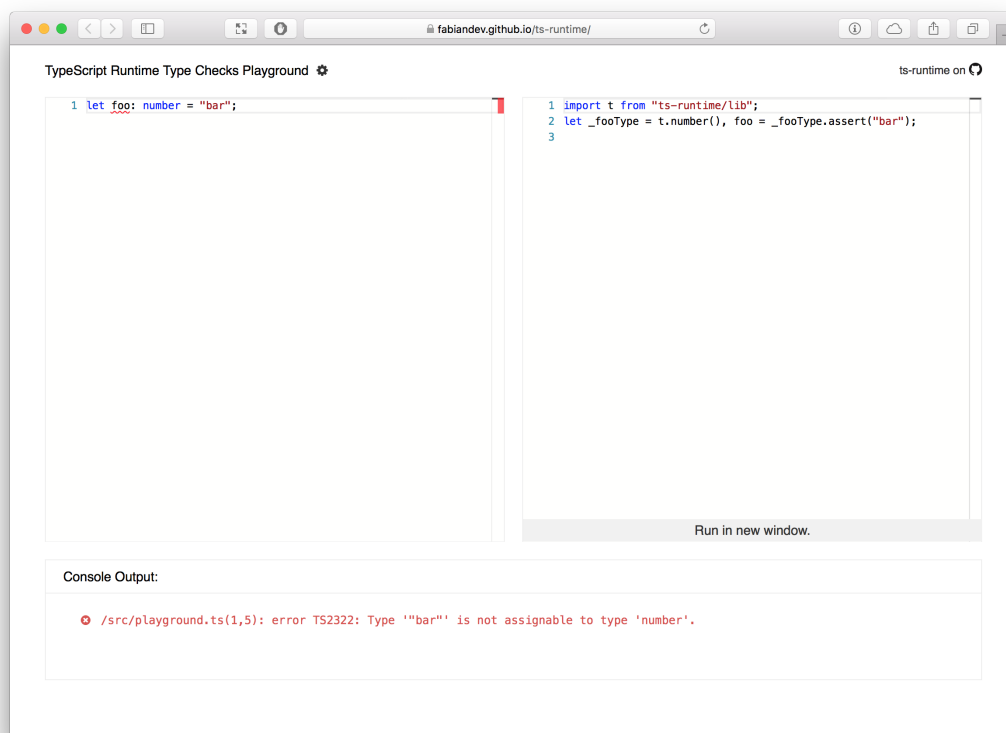 fabiandev.github.io/ts-runtime/
TypeScript Runtime Type Checks Playground
ts-runtime on
1 let foo: number = "bar";
1 import t from "ts-runtime/lib";
2 let _fooType = t.number(), foo = _fooType.assert("bar");
3
Run in new window.
Console Output:
/src/playground.ts(1,5): error TS2322: Type '"bar"' is not assignable to type 'number'.